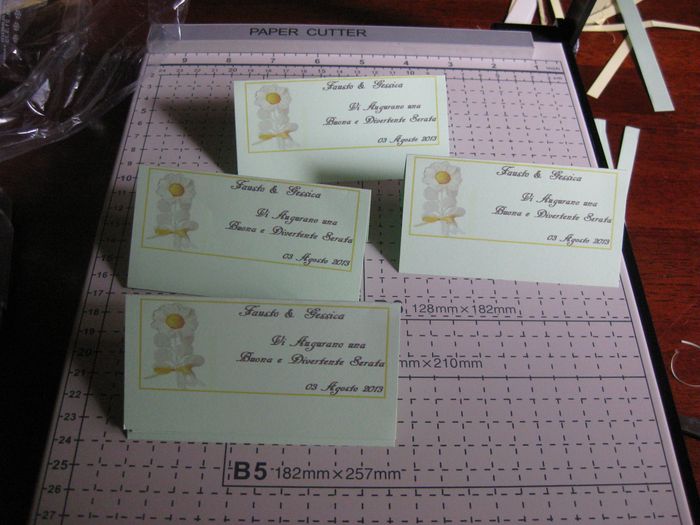 PAPER CUTTER
Fausto & Gessica
Vi Augurano una
Buona e Divertente Serata
03 Agosto 2013
Fausto & Gessica
Vi Augurano una
Buona e Divertente Serata
03 Agosto 2013
Fausto & Gessica
Vi Augurano una
Buona e Divertente Serata
03 Agosto 2013
Fausto & Gessica
Vi Augurano una
Buona e Divertente Serata
03 Agosto 2013
128mm×182mm
mm×210mm
B5 182mm×257mm